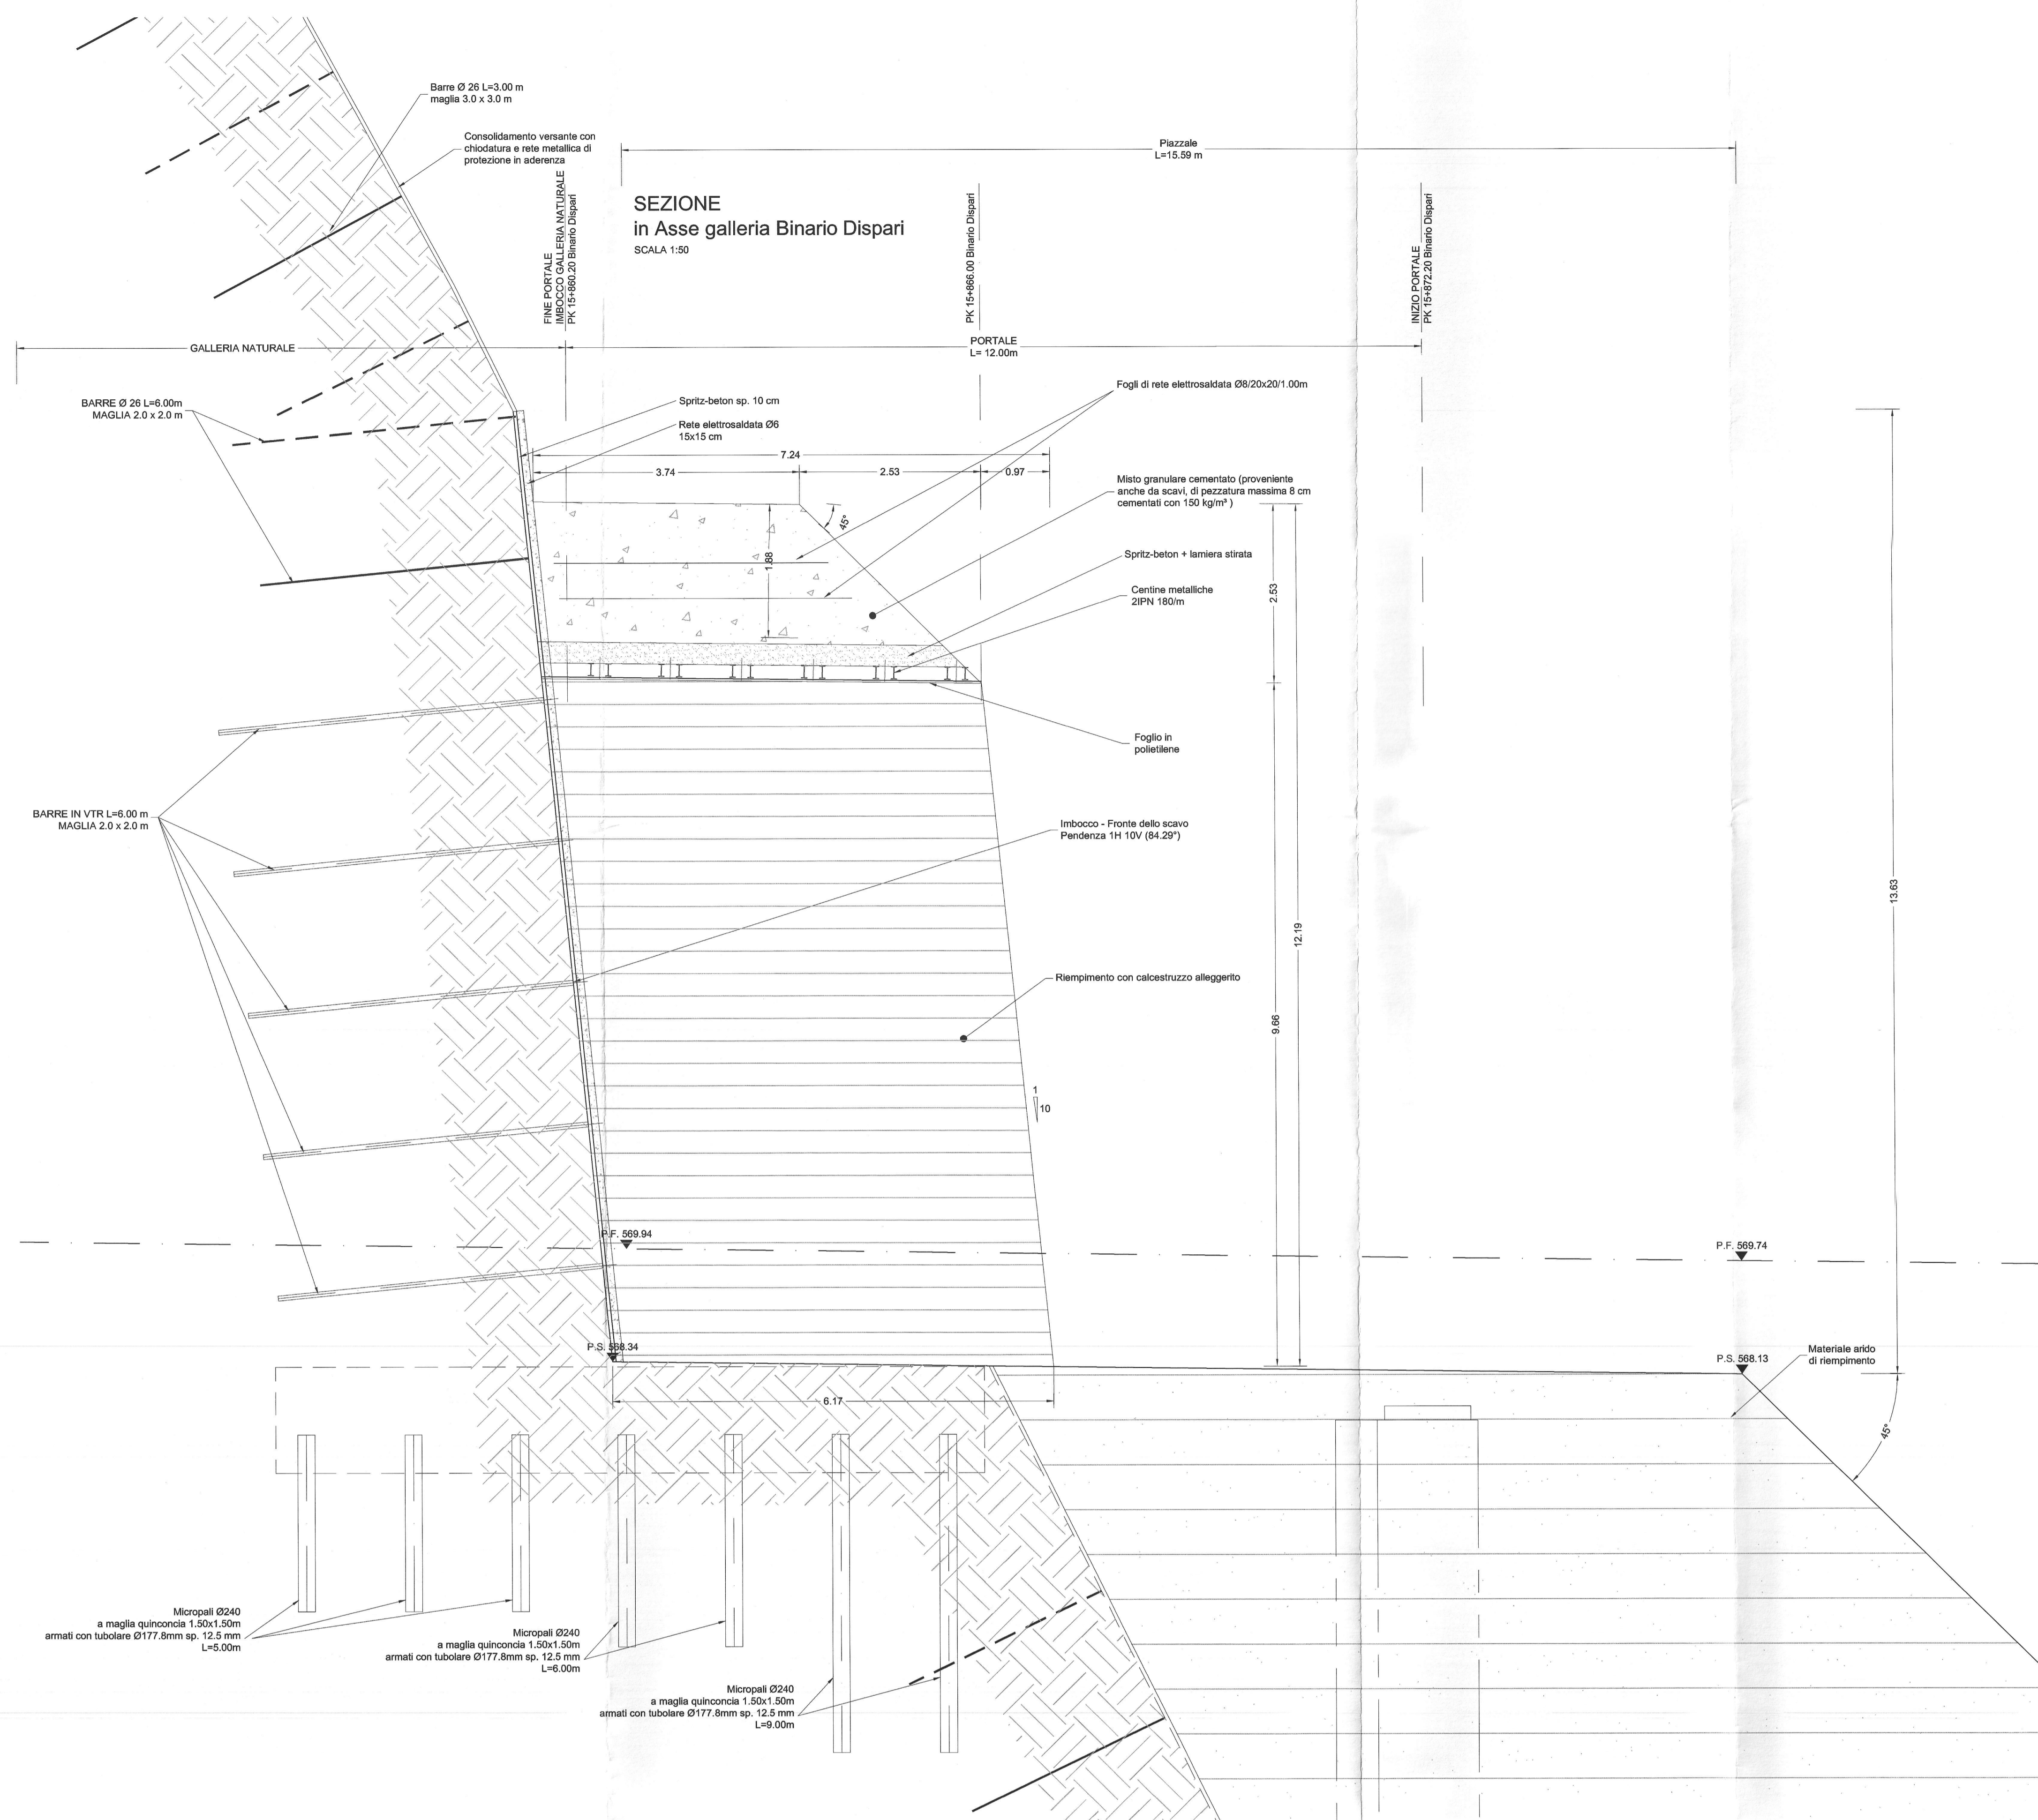 Barre Ø 26 L=3.00 m
maglia 3.0 x 3.0 m
Consolidamento versante con
chiodatura e rete metallica di
protezione in aderenza
Piazzale
L=15.59 m
SEZIONE
in Asse galleria Binario Dispari
SCALA 1:50
FINE PORTALE
IMBOCCO GALLERIA NATURALE
PK 15+860.20 Binario Dispari
PK 15+866.00 Binario Dispari
INIZIO PORTALE
PK 15+872.20 Binario Dispari
GALLERIA NATURALE
PORTALE
L= 12.00m
BARRE Ø 26 L=6.00m
MAGLIA 2.0 x 2.0 m
Spritz-beton sp. 10 cm
Rete elettrosaldata Ø6
15x15 cm
Fogli di rete elettrosaldata Ø8/20x20/1.00m
7.24
3.74
2.53
0.97
Misto granulare cementato (proveniente
anche da scavi, di pezzatura massima 8 cm
cementati con 150 kg/m³ )
45°
1.88
Spritz-beton + lamiera stirata
Centine metalliche
2IPN 180/m
2.53
Foglio in
polietilene
BARRE IN VTR L=6.00 m
MAGLIA 2.0 x 2.0 m
Imbocco - Fronte dello scavo
Pendenza 1H 10V (84.29°)
13.63
12.19
Riempimento con calcestruzzo alleggerito
9.66
1
10
P.F. 569.94
P.F. 569.74
P.S. 568.34
P.S. 568.13
Materiale arido
di riempimento
6.17
45°
Micropali Ø240
a maglia quinconcia 1.50x1.50m
armati con tubolare Ø177.8mm sp. 12.5 mm
L=5.00m
Micropali Ø240
a maglia quinconcia 1.50x1.50m
armati con tubolare Ø177.8mm sp. 12.5 mm
L=6.00m
Micropali Ø240
a maglia quinconcia 1.50x1.50m
armati con tubolare Ø177.8mm sp. 12.5 mm
L=9.00m